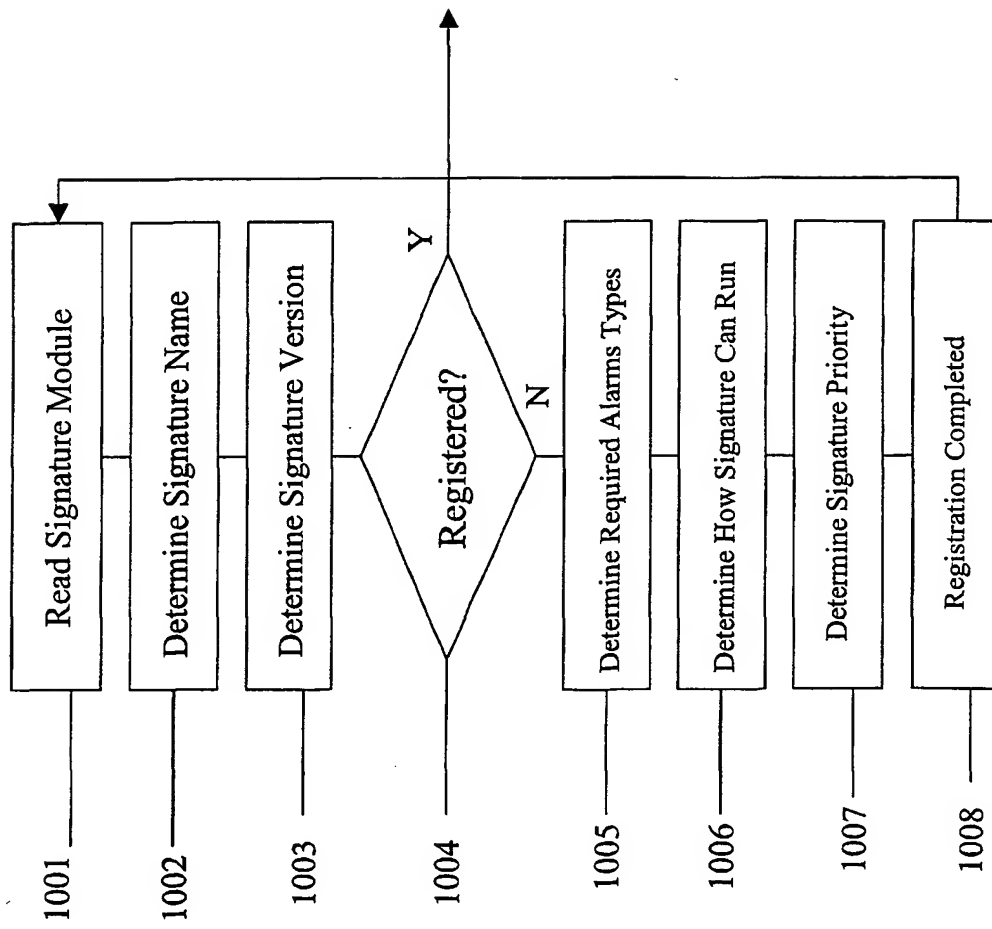 1001
Read Signature Module
1002
Determine Signature Name
1003
Determine Signature Version
1004
Registered?
Y
N
1005
Determine Required Alarms Types
1006
Determine How Signature Can Run
1007
Determine Signature Priority
1008
Registration Completed